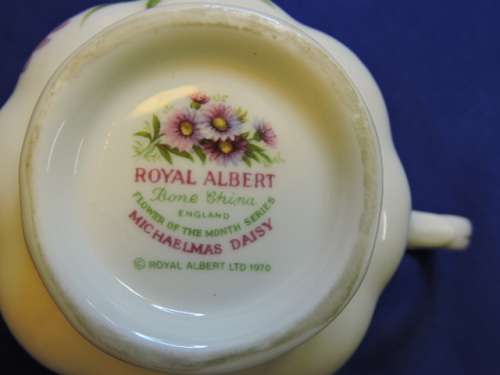 ROYAL ALBERT
Bone China
ENGLAND
FLOWER OF THE MONTH SERIES
MICHAELMAS DAISY
© ROYAL ALBERT LTD 1970